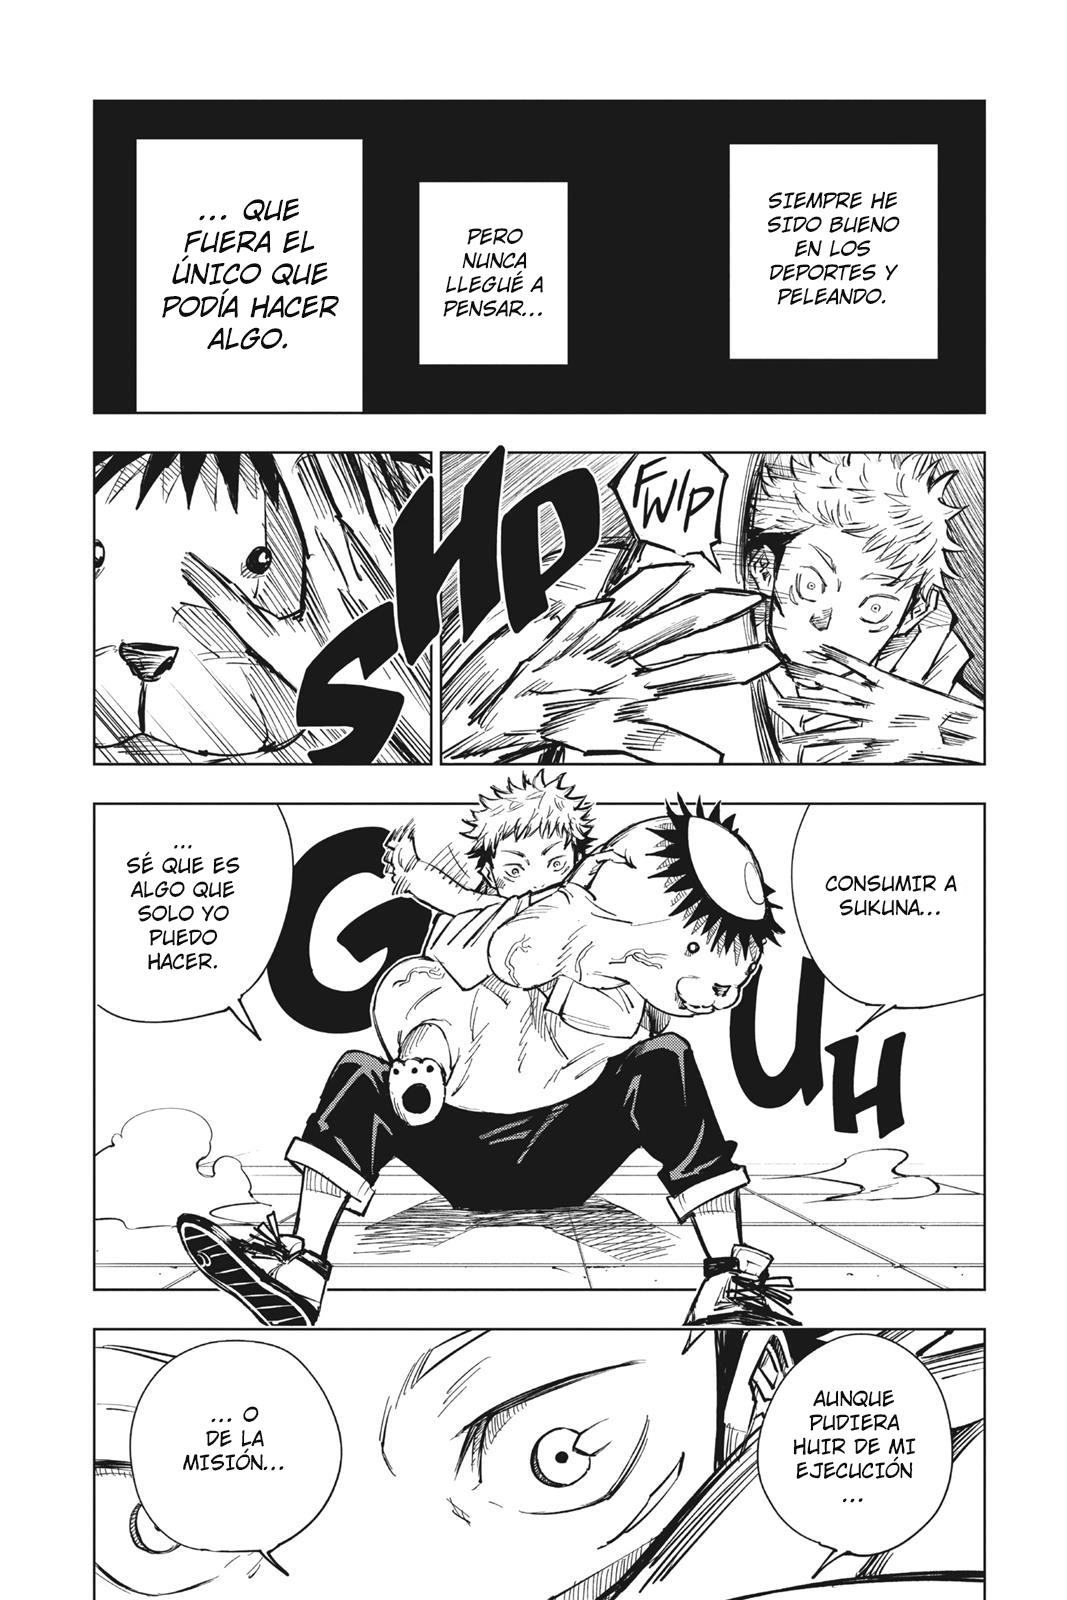 SIEMPRE HE
SIDO BUENO
EN LOS
DEPORTES Y
PELEANDO.
PERO
NUNCA
LLEGUÉ A
PENSAR...
... QUE
FUERA EL
ÚNICO QUE
PODÍA HACER
ALGO.
FWIP
SHP
CONSUMIR A
SUKUNA...
...
SÉ QUE ES
ALGO QUE
SOLO YO
PUEDO
HACER.
GUH
AUNQUE
PUDIERA
HUIR DE MI
EJECUCIÓN
...
... O
DE LA
MISIÓN...